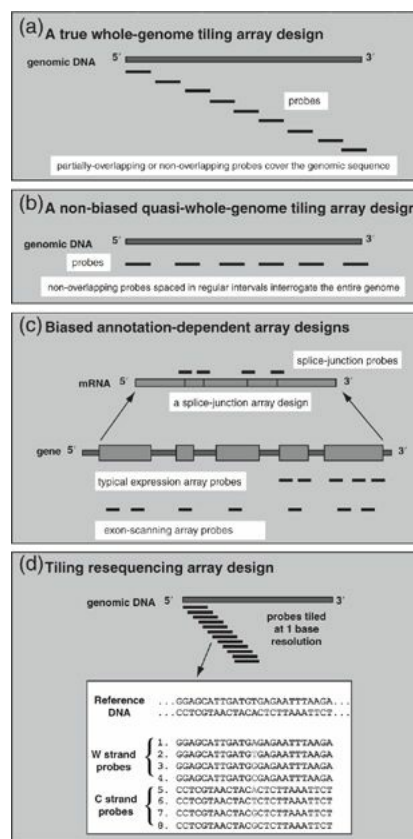 (a) A true whole-genome tiling array design
5´ 3´
genomic DNA
probes
partially-overlapping or non-overlapping probes cover the genomic sequence
(b) A non-biased quasi-whole-genome tiling array design
genomic DNA 5´ 3´
probes
non-overlapping probes spaced in regular intervals interrogate the entire genome
(c) Biased annotation-dependent array designs
splice-junction probes
mRNA 5´ 3´
a splice-junction array design
gene 5´ 3´
typical expression array probes
exon-scanning array probes
(d) Tiling resequencing array design
5´ 3´
genomic DNA
probes tiled
at 1 base
resolution
Reference ...GGAGCATTGATGTGAGAATTTAAGA...
DNA ...CCTCGTAACTACACTCTTAAATTCT...
1. GGAGCATTGATGAGAGAATTTAAGA
W strand 2. GGAGCATTGATGTGAGAATTTAAGA
probes 3. GGAGCATTGATGGGAGAATTTAAGA
4. GGAGCATTGATGCGAGAATTTAAGA
5. CCTCGTAACTACACTCTTAAATTCT
C strand 6. CCTCGTAACTACTCTCTTAAATTCT
probes 7. CCTCGTAACTACGCTCTTAAATTCT
8. CCTCGTAACTACCCTCTTAAATTCT